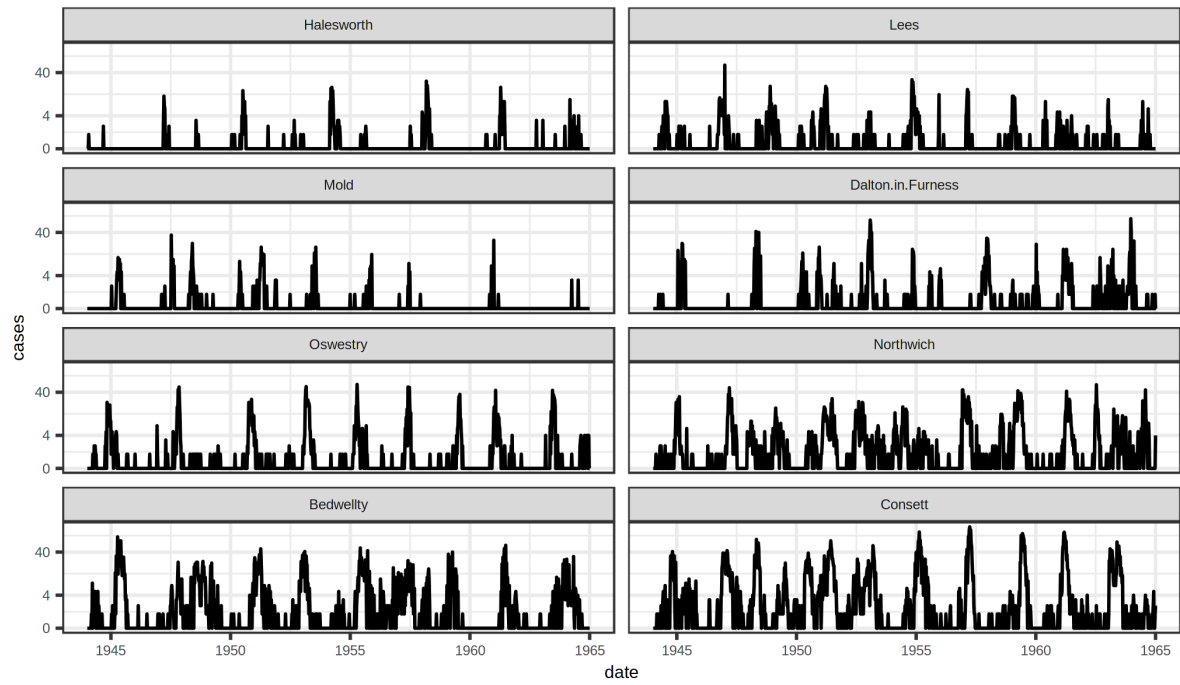 Halesworth Lees
40
4
0
Mold Dalton.in.Furness
40
4
0
Oswestry Northwich
40
4
0
Bedwellty Consett
40
4
0
1945 1950 1955 1960 1965 1945 1950 1955 1960 1965
date
cases